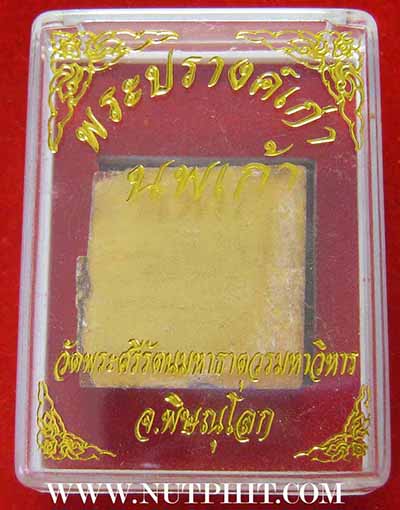 พระปรางค์เก่า
นพเก้า
วัดพระศรีรัตนมหาธาตุวรมหาวิหาร
จ.พิษณุโลก
WWW.NUTPHIT.COM